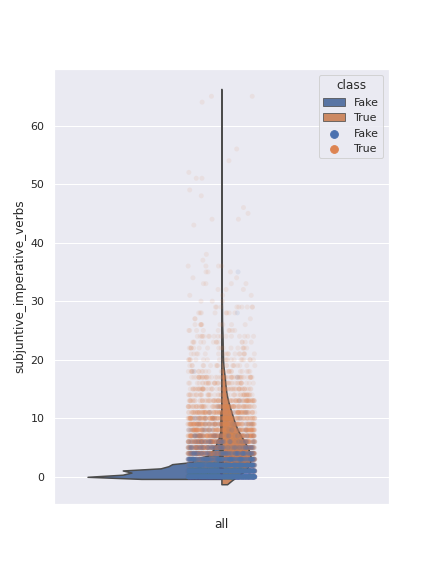 class
Fake
True
Fake
True
60
50
40
30
20
10
0
subjuntive_imperative_verbs
all